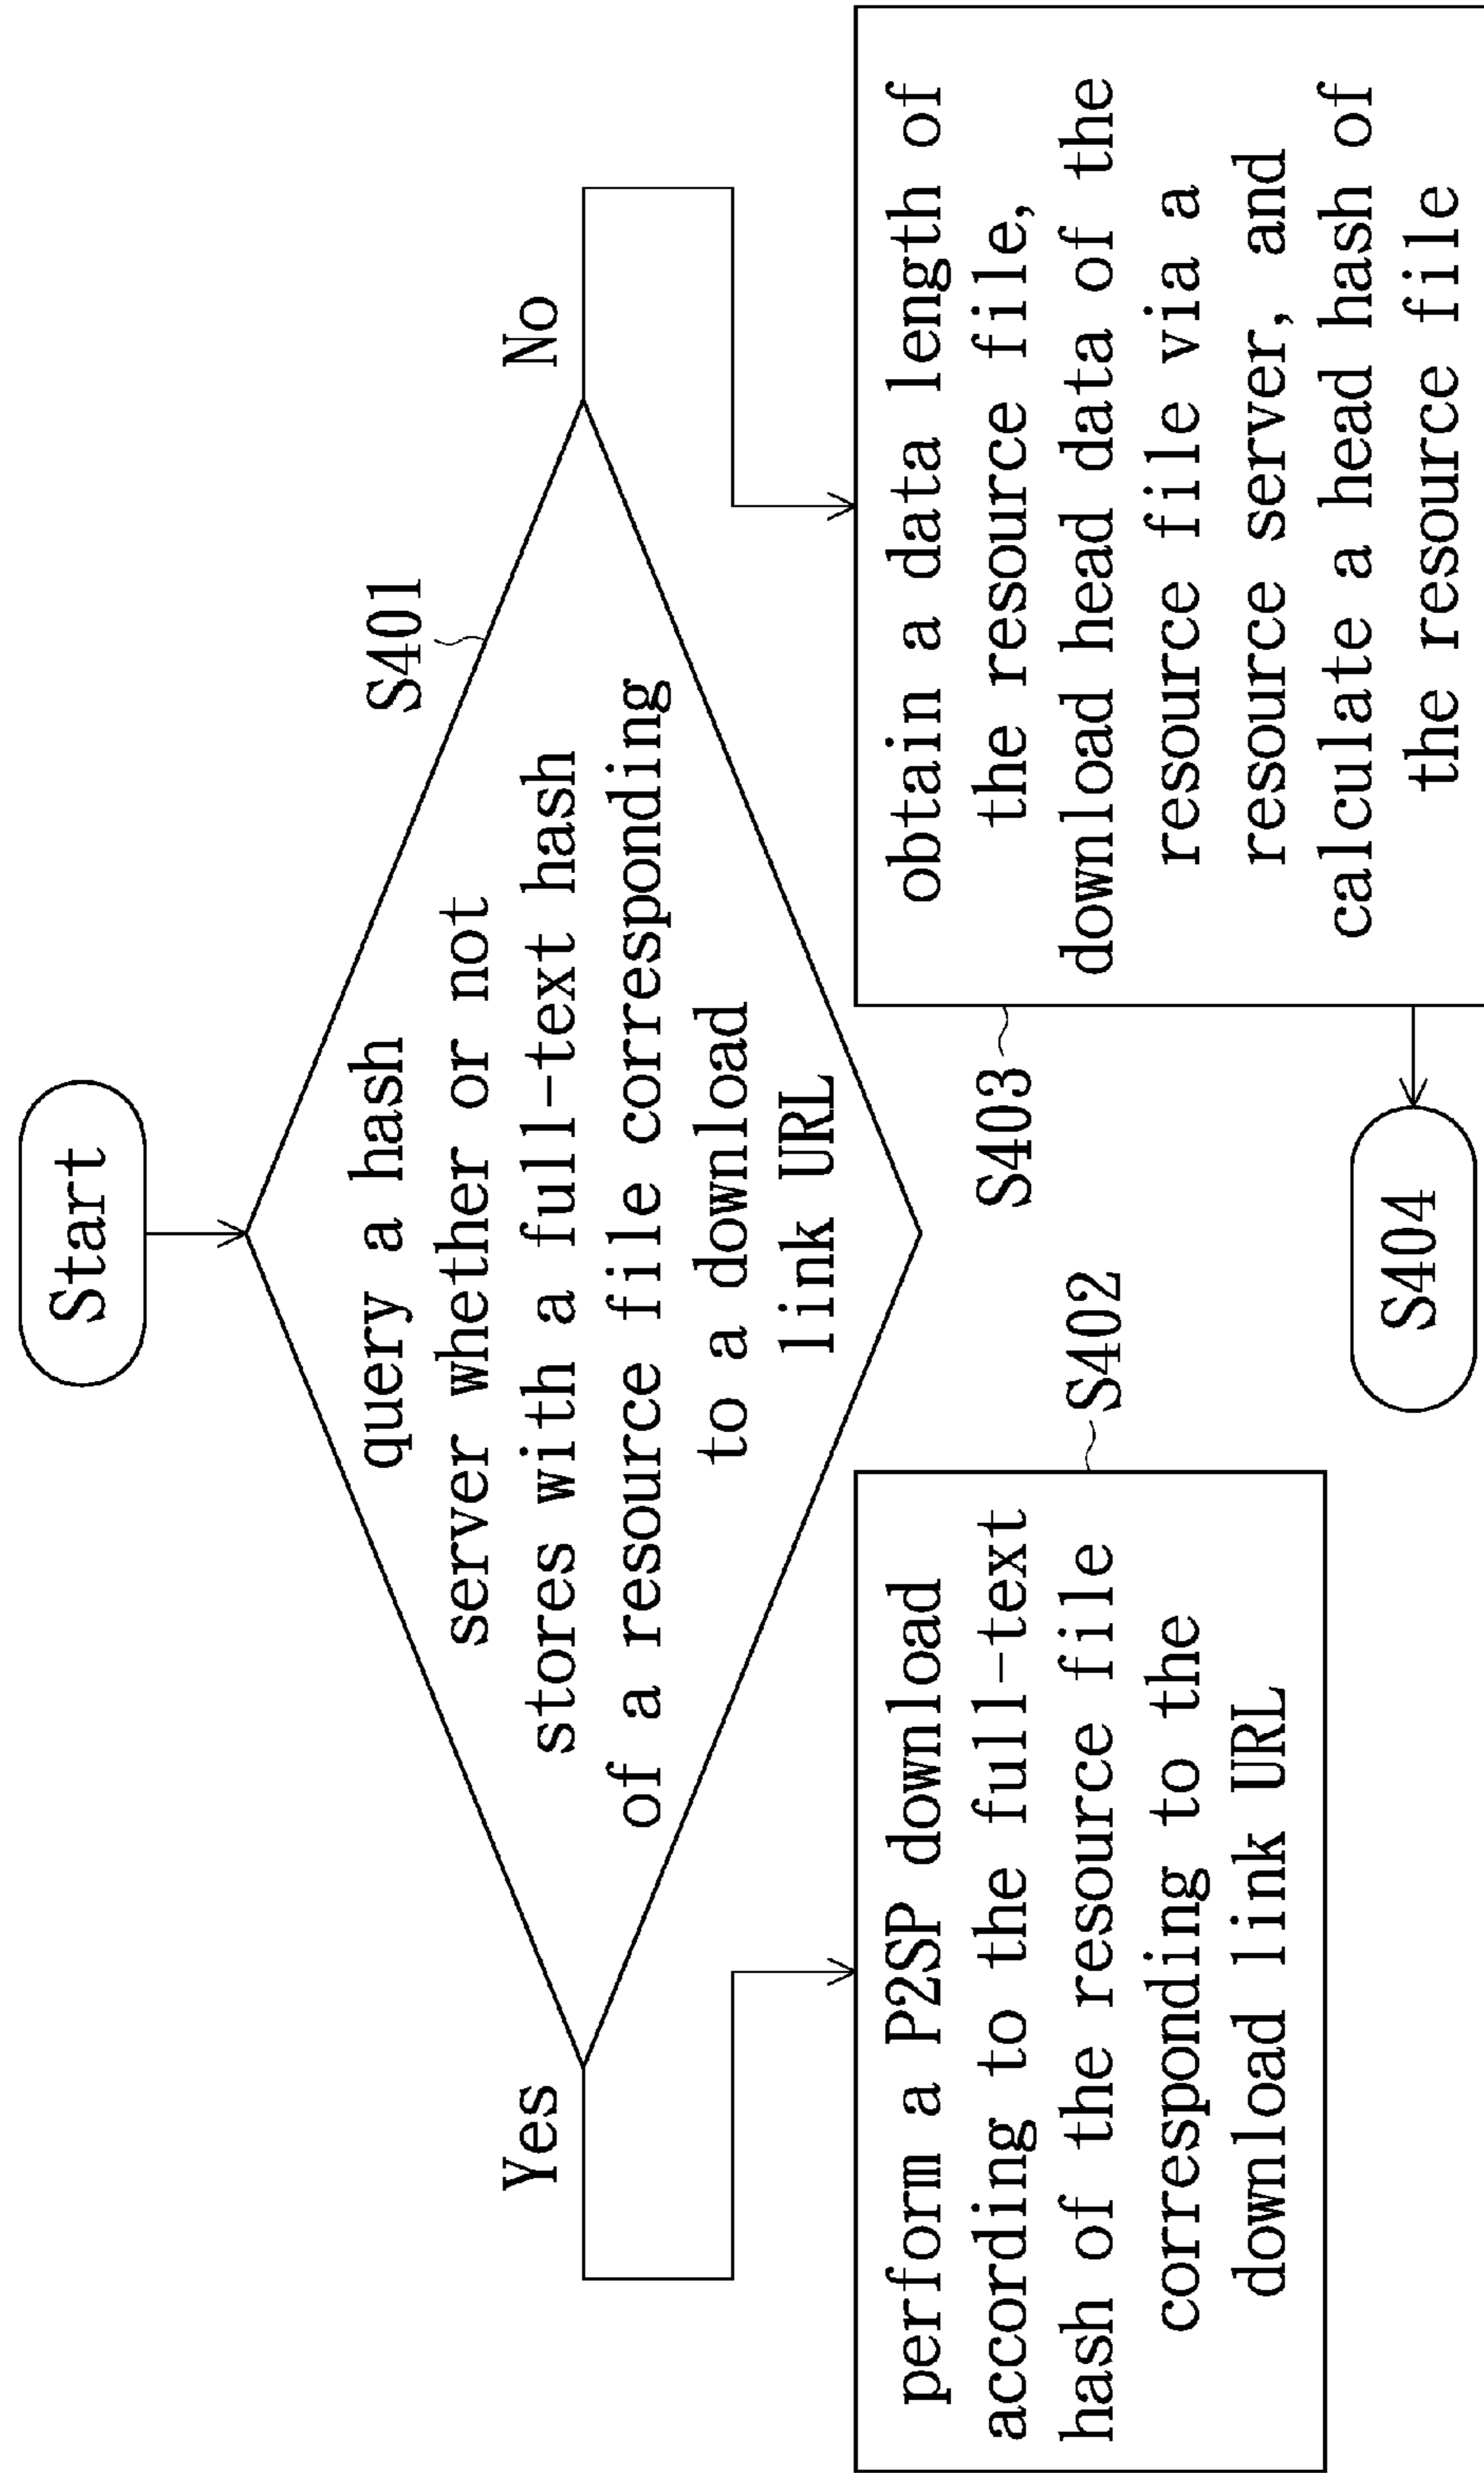 Start
query a hash
server whether or not
stores with a full-text hash
of a resource file corresponding
to a download
link URL
S401
Yes
No
perform a P2SP download
according to the full-text
hash of the resource file
corresponding to the
download link URL
S402
obtain a data length of
the resource file,
download head data of the
resource file via a
resource server, and
calculate a head hash of
the resource file
S403
S404